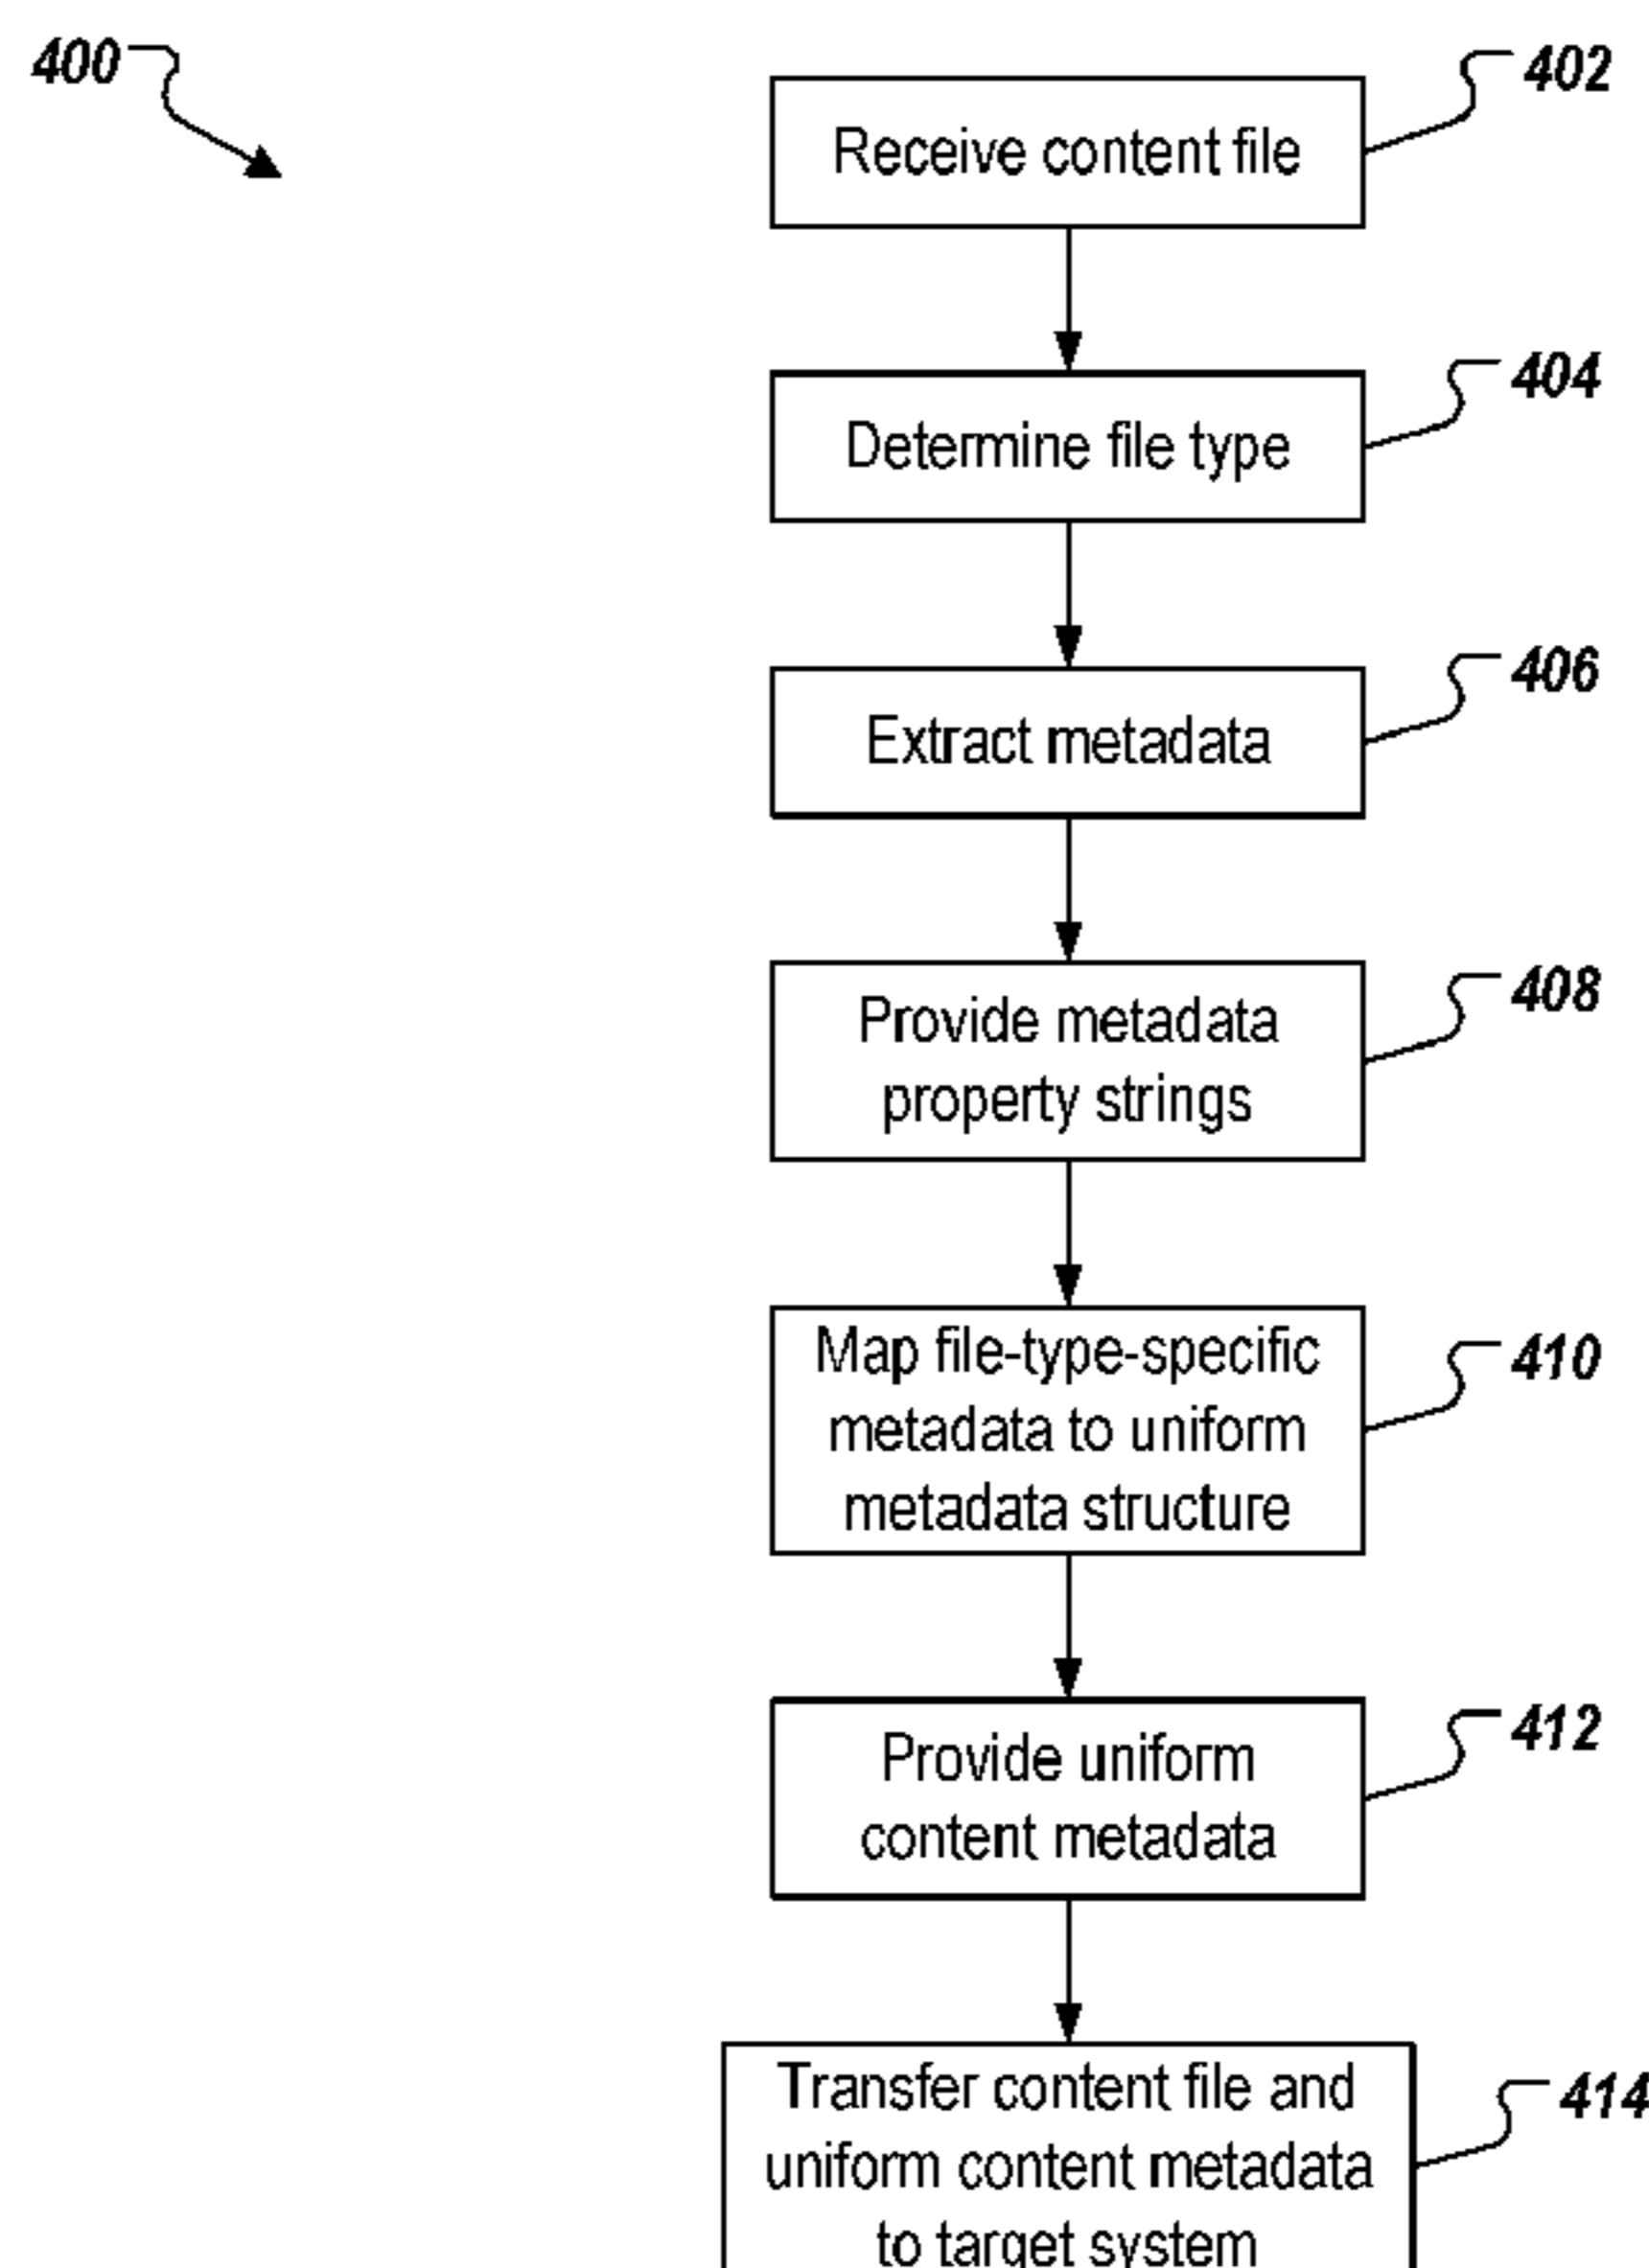 400
402
Receive content file
404
Determine file type
406
Extract metadata
408
Provide metadata
property strings
410
Map file-type-specific
metadata to uniform
metadata structure
412
Provide uniform
content metadata
414
Transfer content file and
uniform content metadata
to target system